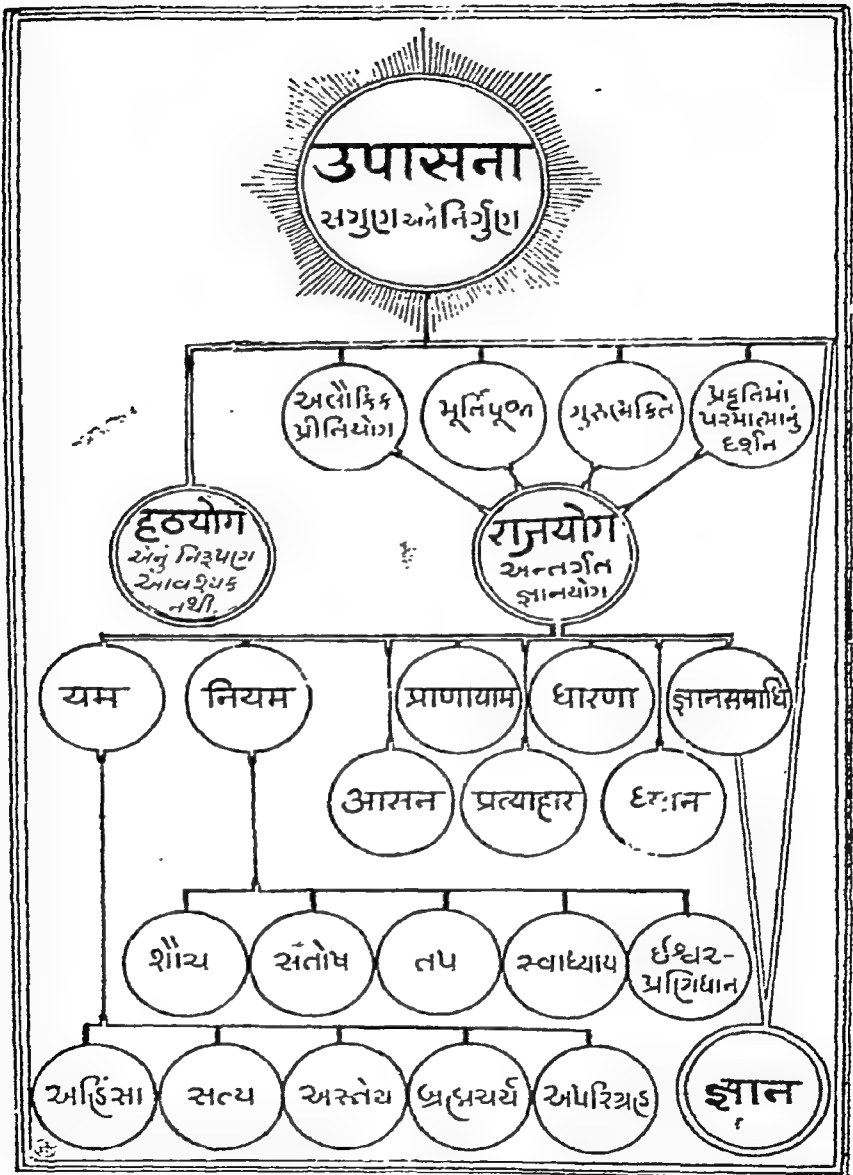 उपासना
સગુણ અને નિર્ગુણ
અલૌકિક
પ્રીતિયોગ
મૂર્તિપૂજા
ગુરુભક્તિ
પ્રકૃતિમાં
પરમાત્માનું
દર્શન
हठयोग
એનું નિરૂપણ
આવશ્યક
નથી.
राजयोग
અન્તર્ગત
જ્ઞાનયોગ
यम
नियम
प्राणायाम
धारणा
ज्ञानसमाधि
आसन
प्रत्याहार
ધ્યાન
શૌચ
સંતોષ
તપ
સ્વાધ્યાય
ઈશ્વર-
પ્રણિધાન
અહિંસા
સત્ય
અસ્તેય
બ્રહ્મચર્ય
અપરિગ્રહ
ज्ञान